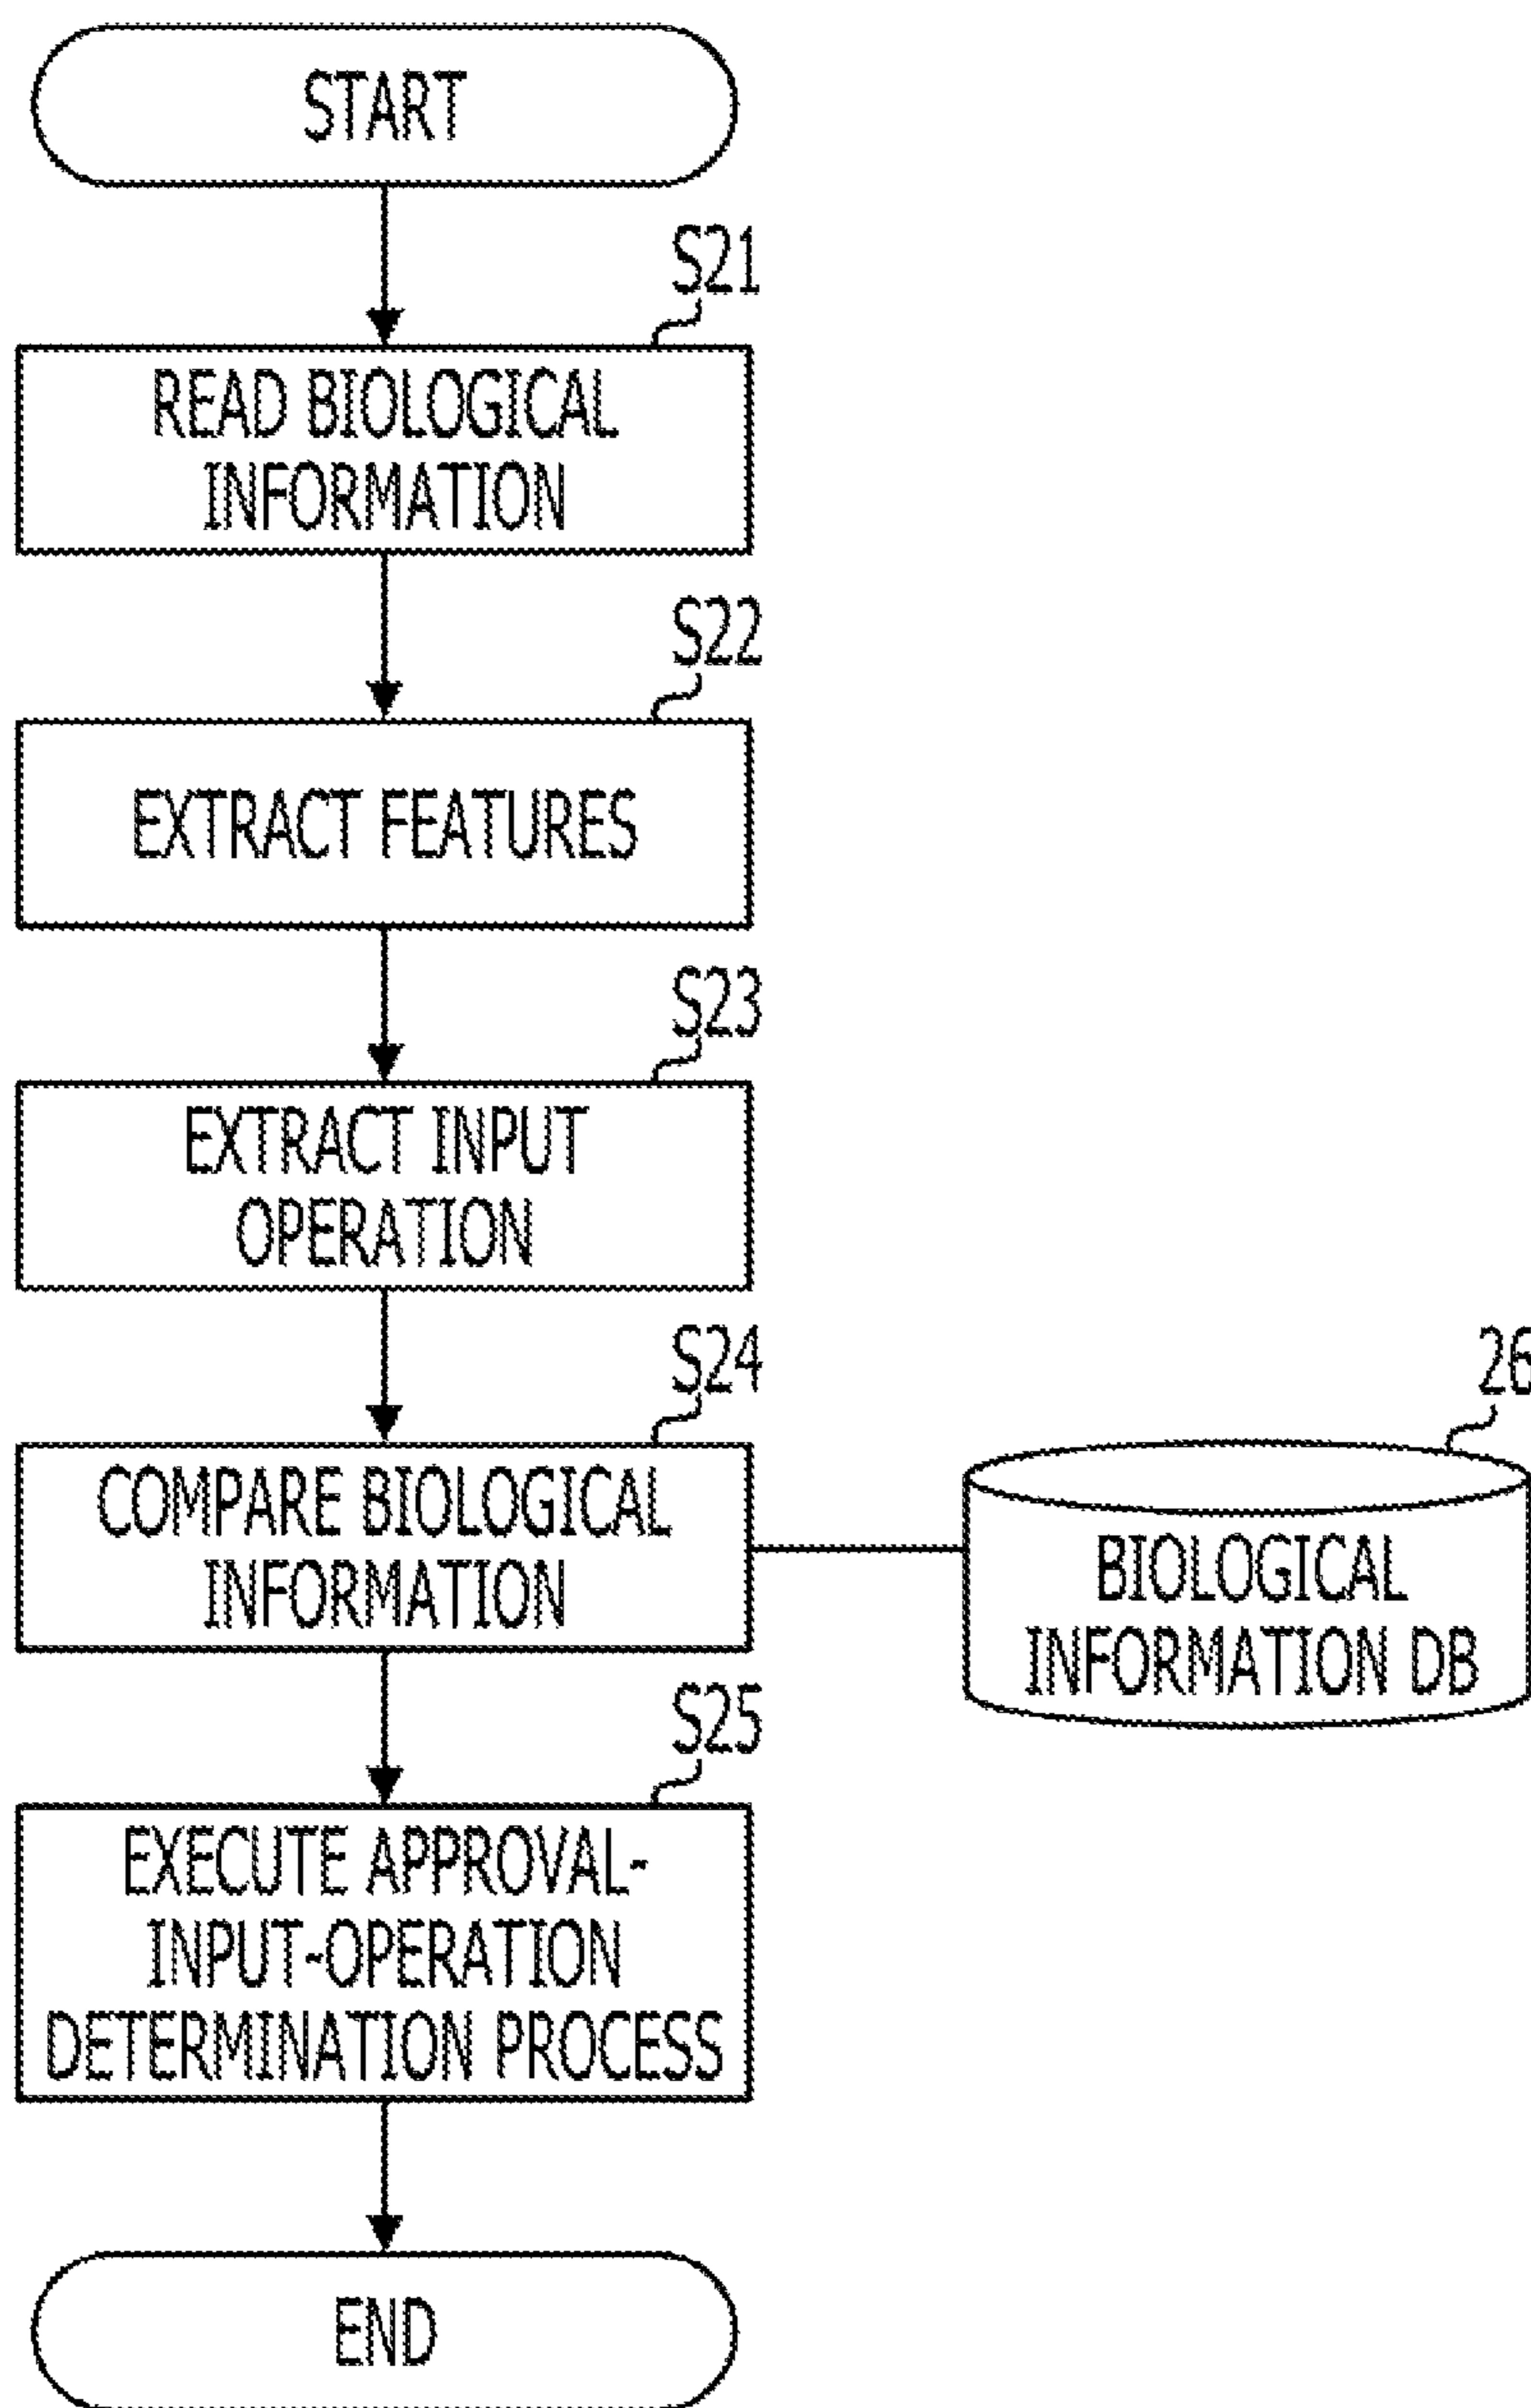 START
S21
READ BIOLOGICAL
INFORMATION
S22
EXTRACT FEATURES
S23
EXTRACT INPUT
OPERATION
S24
COMPARE BIOLOGICAL
INFORMATION
26
BIOLOGICAL
INFORMATION DB
S25
EXECUTE APPROVAL-
INPUT-OPERATION
DETERMINATION PROCESS
END